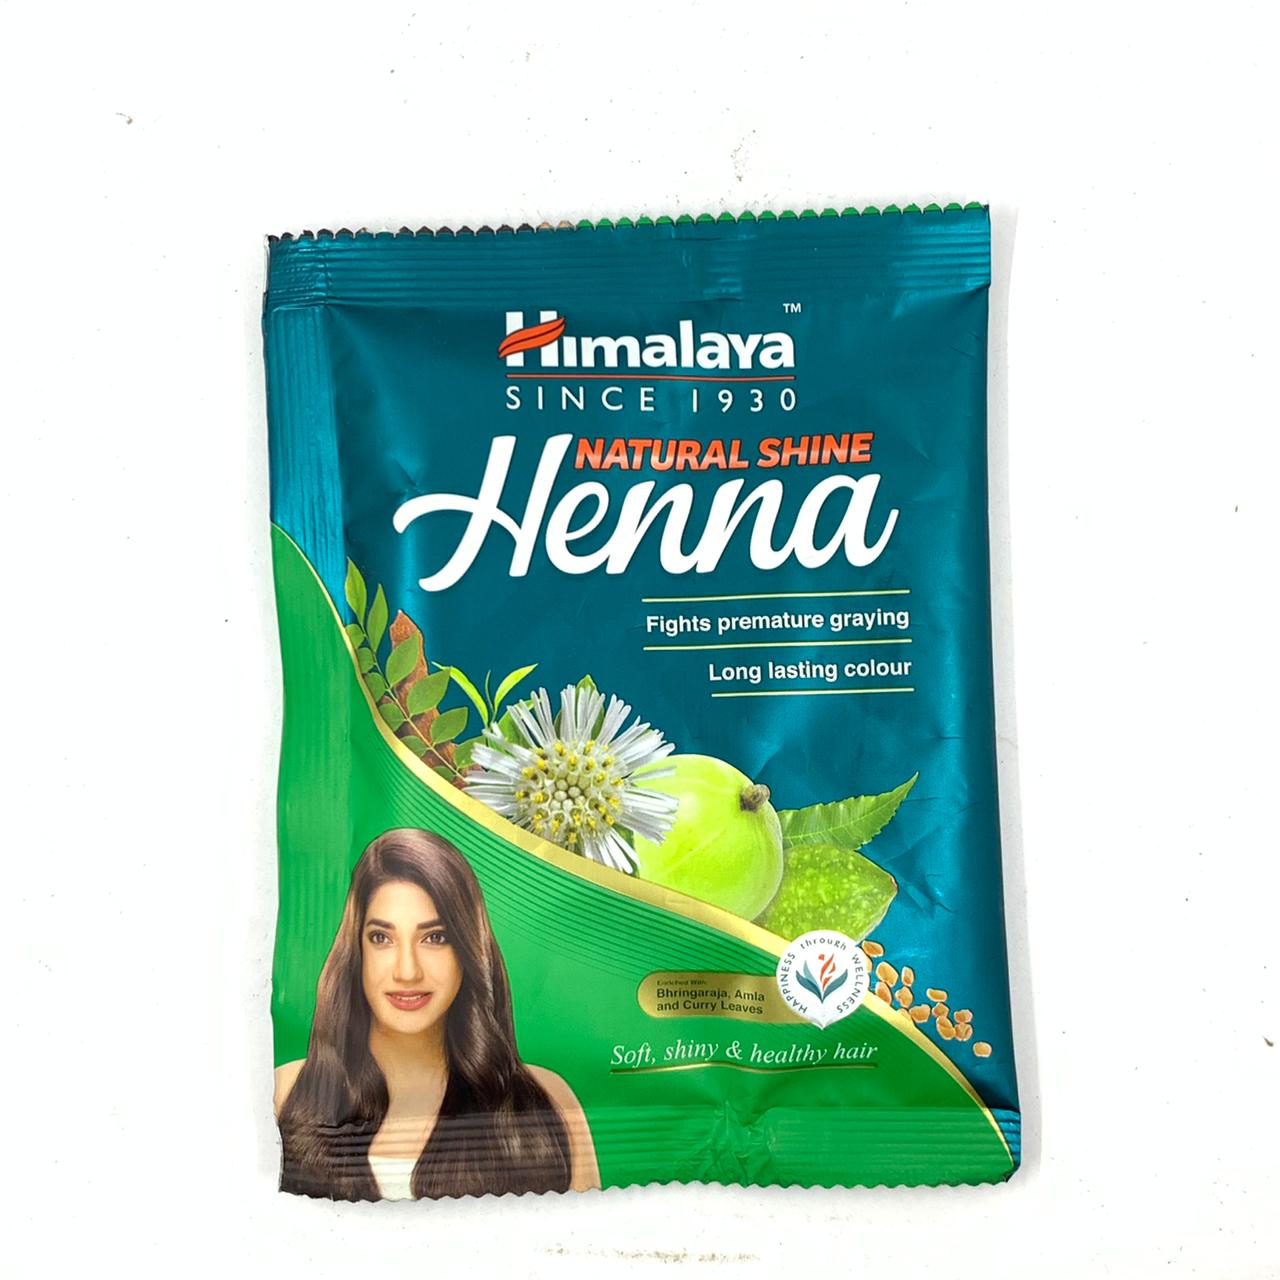 Himalaya™
SINCE 1930
NATURAL SHINE
Henna
Fights premature graying
Long lasting colour
HAPPINESS through WELLNESS
Enriched With
Bhringaraja, Amla
and Curry Leaves
Soft, shiny & healthy hair